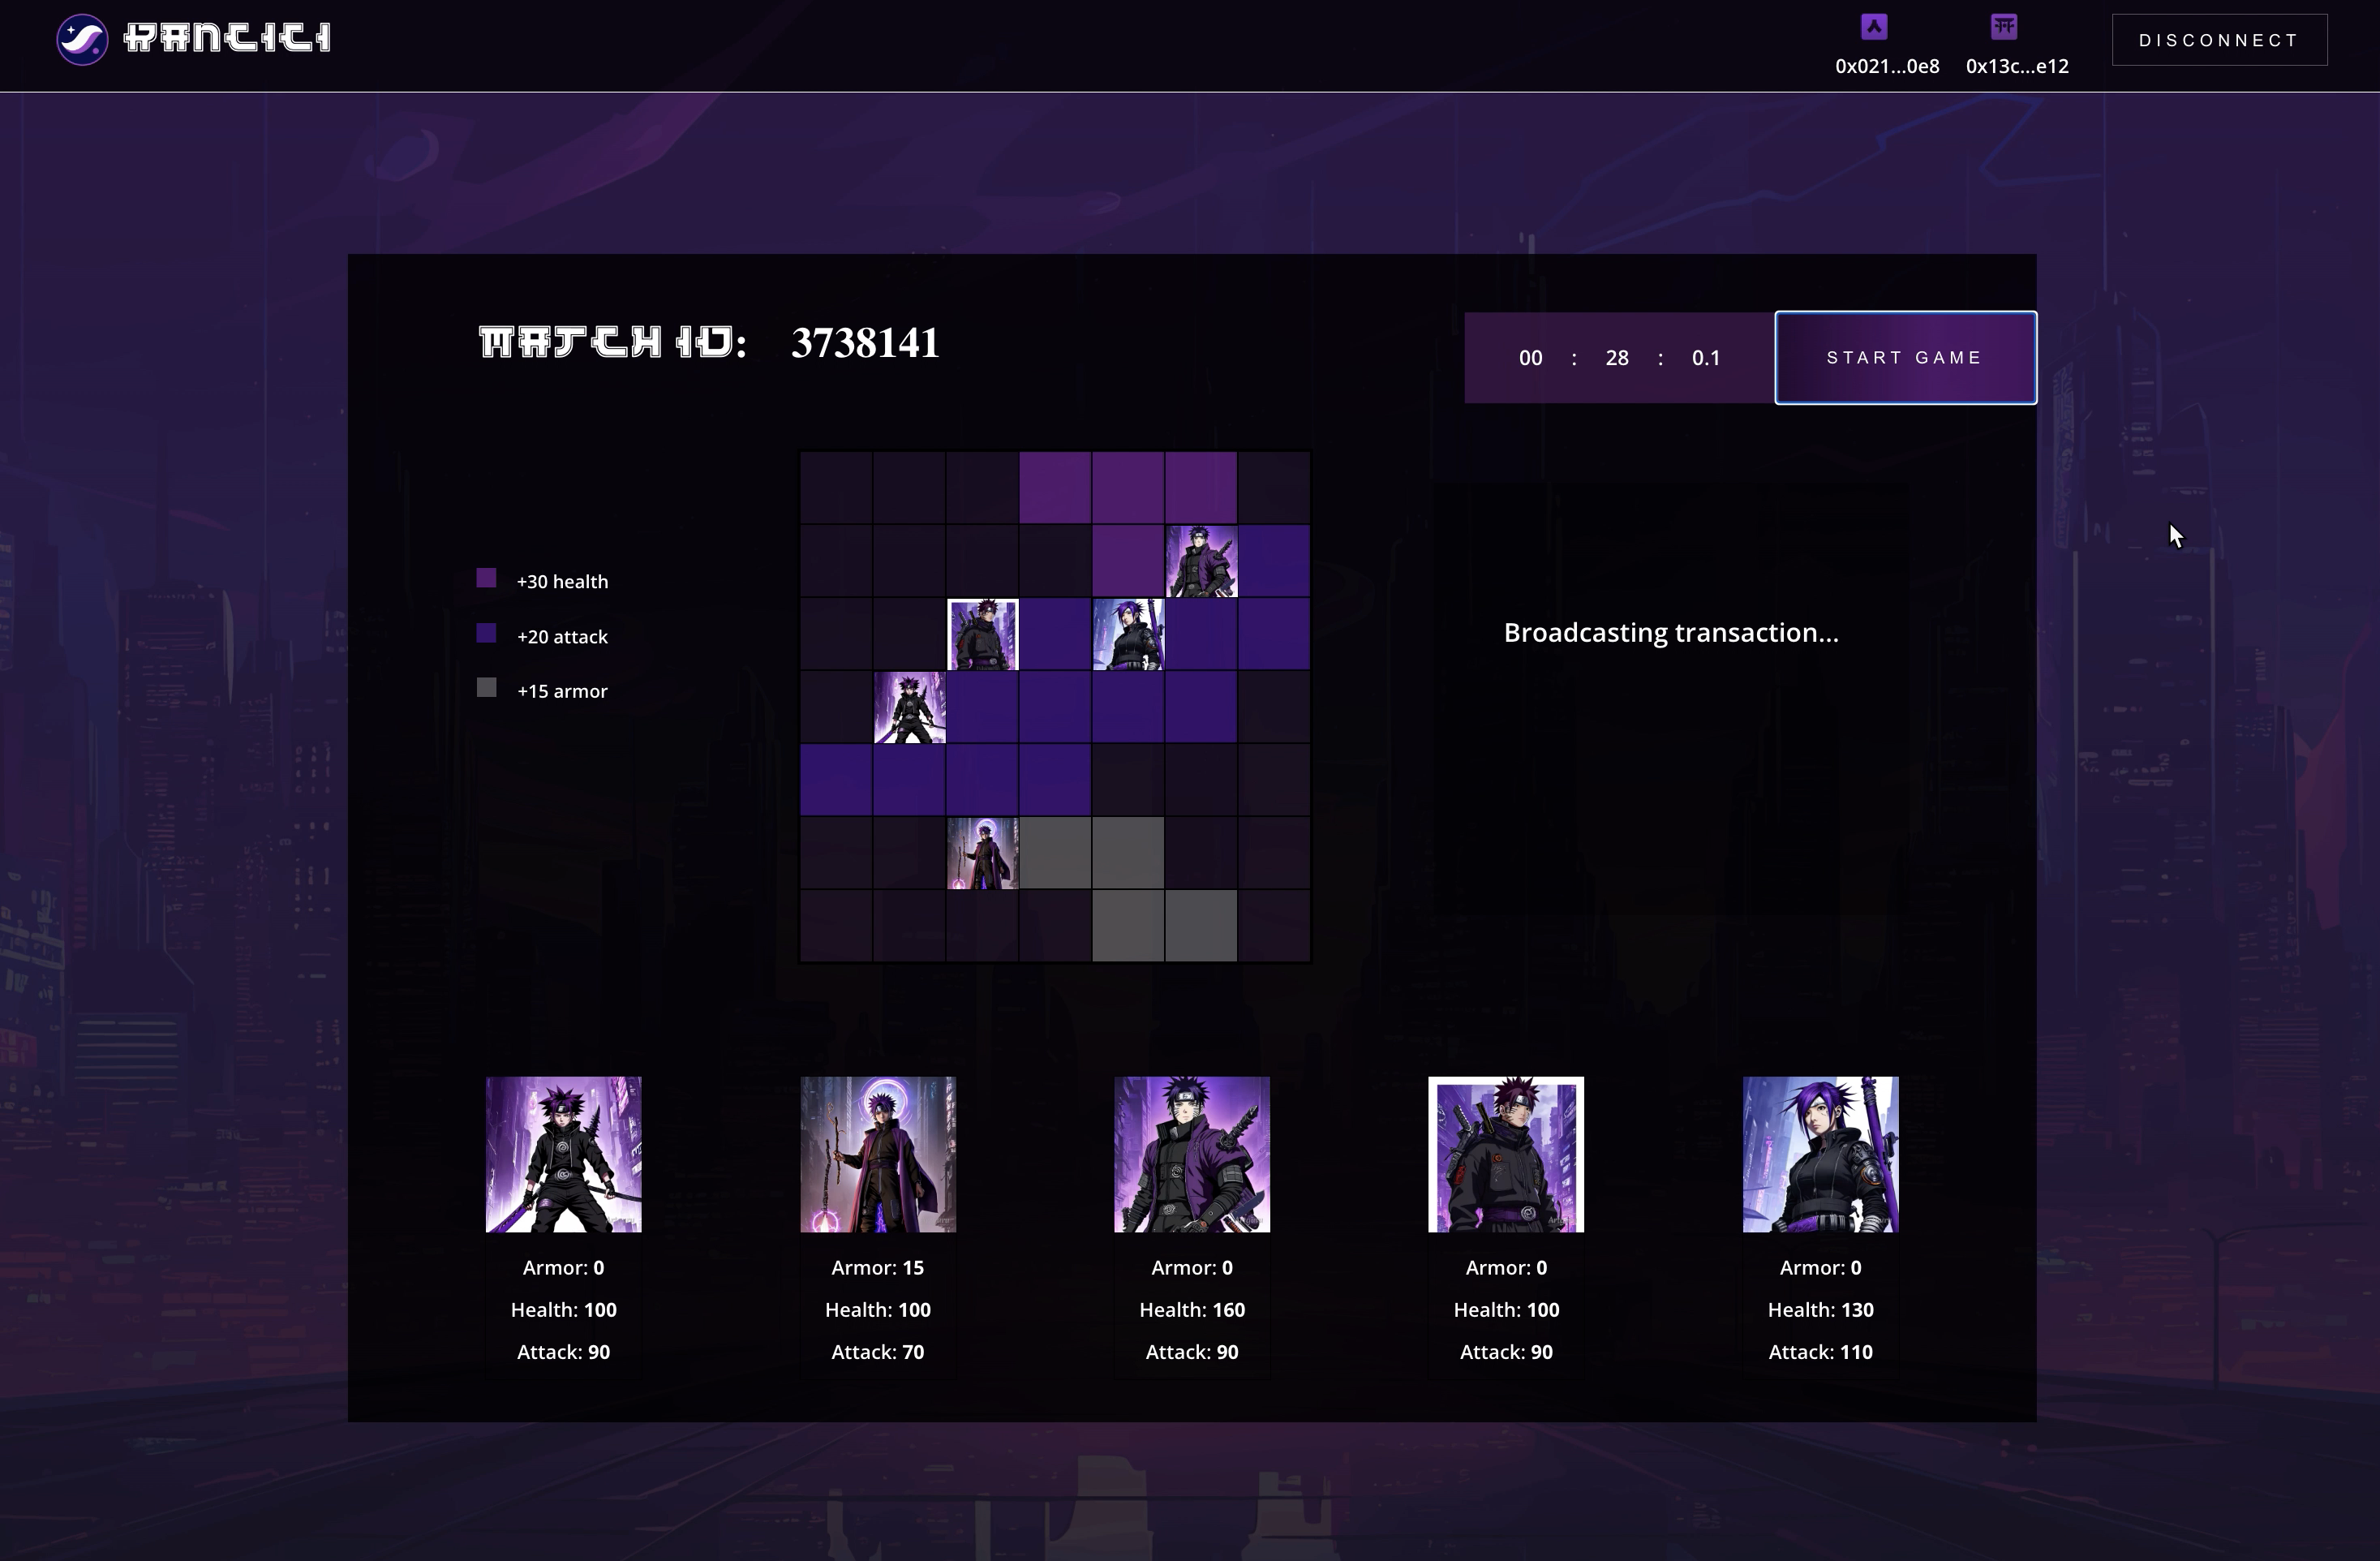 RANCICI
0x021...0e8
0x13c...e12
DISCONNECT
MATCH ID: 3738141
00 : 28 : 0.1
START GAME
+30 health
+20 attack
+15 armor
Broadcasting transaction...
Armor: 0
Health: 100
Attack: 90
Armor: 15
Health: 100
Attack: 70
Armor: 0
Health: 160
Attack: 90
Armor: 0
Health: 100
Attack: 90
Armor: 0
Health: 130
Attack: 110